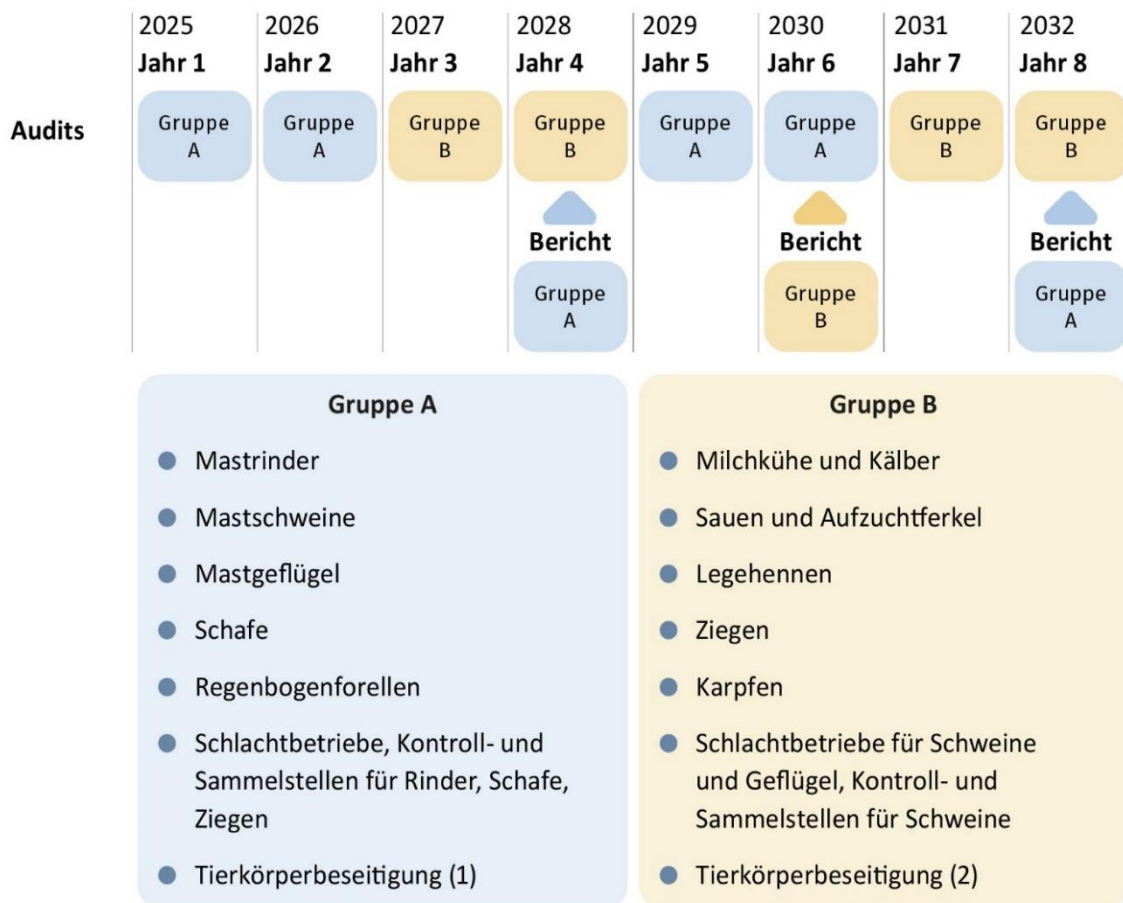 2025 2026 2027 2028 2029 2030 2031 2032
Jahr 1 Jahr 2 Jahr 3 Jahr 4 Jahr 5 Jahr 6 Jahr 7 Jahr 8
Audits
Gruppe A
Gruppe A
Gruppe B
Gruppe B
Gruppe A
Gruppe A
Gruppe B
Gruppe B
Bericht Bericht Bericht
Gruppe A
Gruppe B
Gruppe A
Gruppe A
Mastrinder
Mastschweine
Mastgeflügel
Schafe
Regenbogenforellen
Schlachtbetriebe, Kontroll- und
Sammelstellen für Rinder, Schafe,
Ziegen
Tierkörperbeseitigung (1)
Gruppe B
Milchkühe und Kälber
Sauen und Aufzuchtferkel
Legehennen
Ziegen
Karpfen
Schlachtbetriebe für Schweine
und Geflügel, Kontroll- und
Sammelstellen für Schweine
Tierkörperbeseitigung (2)